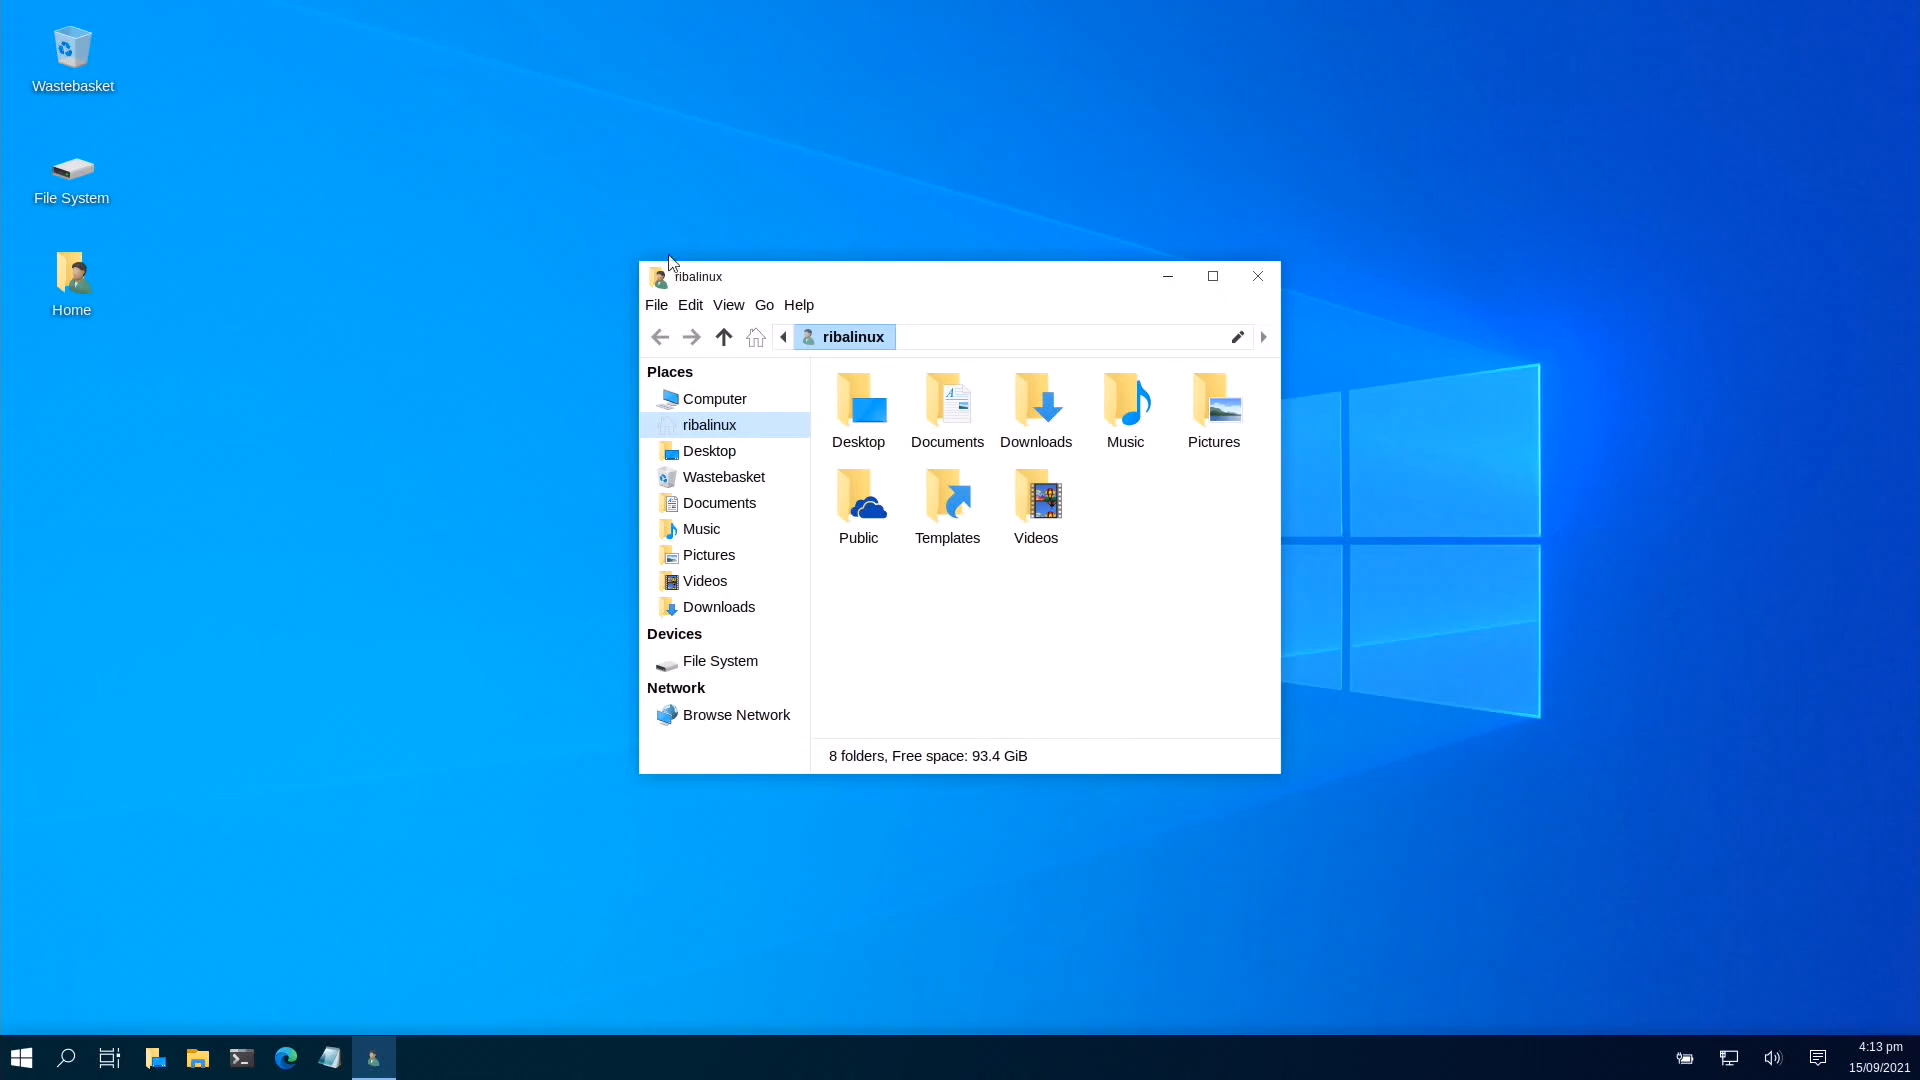 Wastebasket
File System
Home
ribalinux
File Edit View Go Help
ribalinux
Places
Computer
ribalinux
Desktop
Wastebasket
Documents
Music
Pictures
Videos
Downloads
Devices
File System
Network
Browse Network
Desktop Documents Downloads Music Pictures
Public Templates Videos
8 folders, Free space: 93.4 GiB
4:13 pm
15/09/2021